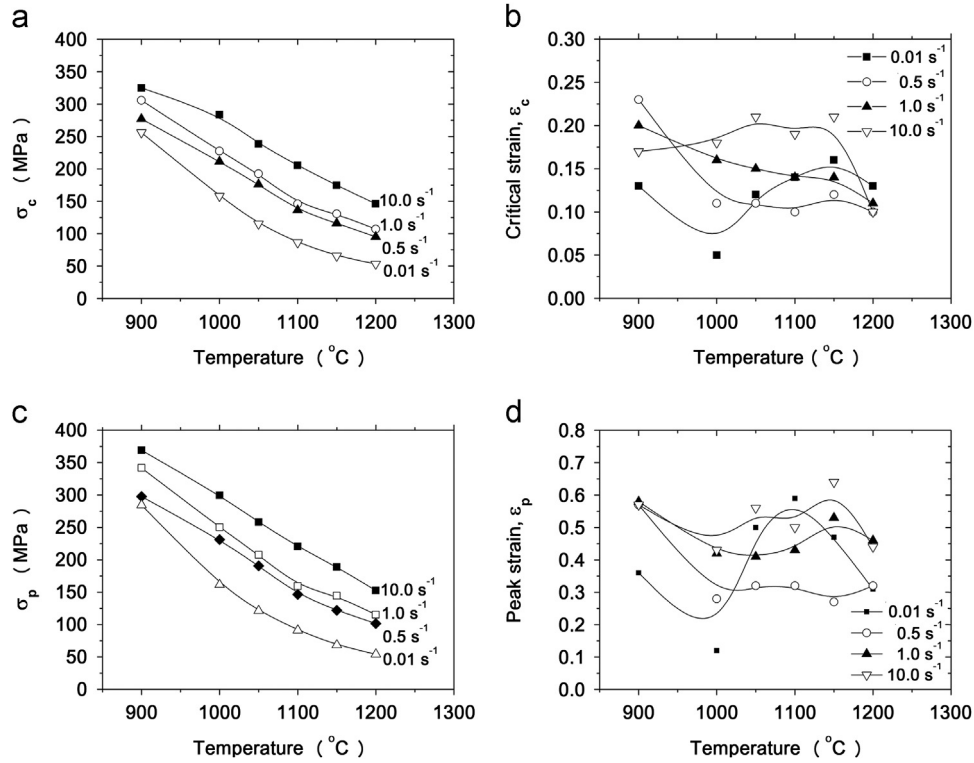 a
400
350
300
250
200
150
100
50
0
σc ( MPa)
10.0 s⁻¹
1.0 s⁻¹
0.5 s⁻¹
0.01 s⁻¹
900 1000 1100 1200 1300
Temperature ( °C )
b
0.30
0.25
0.20
0.15
0.10
0.05
0.00
Critical strain, εc
0.01 s⁻¹
0.5 s⁻¹
1.0 s⁻¹
10.0 s⁻¹
900 1000 1100 1200 1300
Temperature ( °C )
c
400
350
300
250
200
150
100
50
0
σp (MPa)
10.0 s⁻¹
1.0 s⁻¹
0.5 s⁻¹
0.01 s⁻¹
900 1000 1100 1200 1300
Temperature ( °C )
d
0.8
0.7
0.6
0.5
0.4
0.3
0.2
0.1
0.0
Peak strain, εp
0.01 s⁻¹
0.5 s⁻¹
1.0 s⁻¹
10.0 s⁻¹
900 1000 1100 1200 1300
Temperature ( °C )